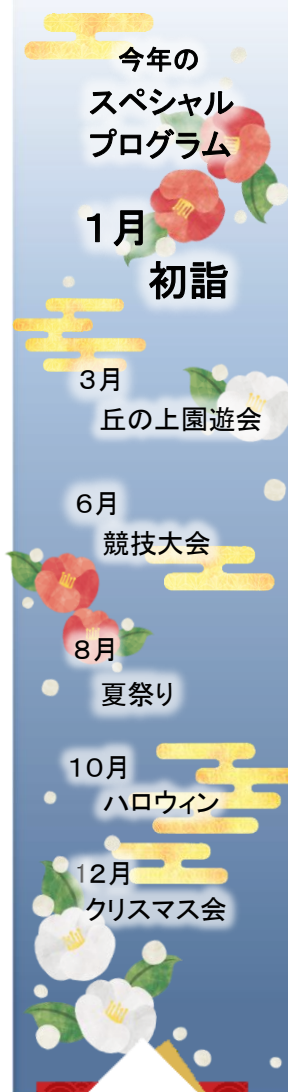 今年の
スペシャル
プログラム
１月
初詣
３月
丘の上園遊会
６月
競技大会
８月
夏祭り
１０月
ハロウィン
１２月
クリスマス会